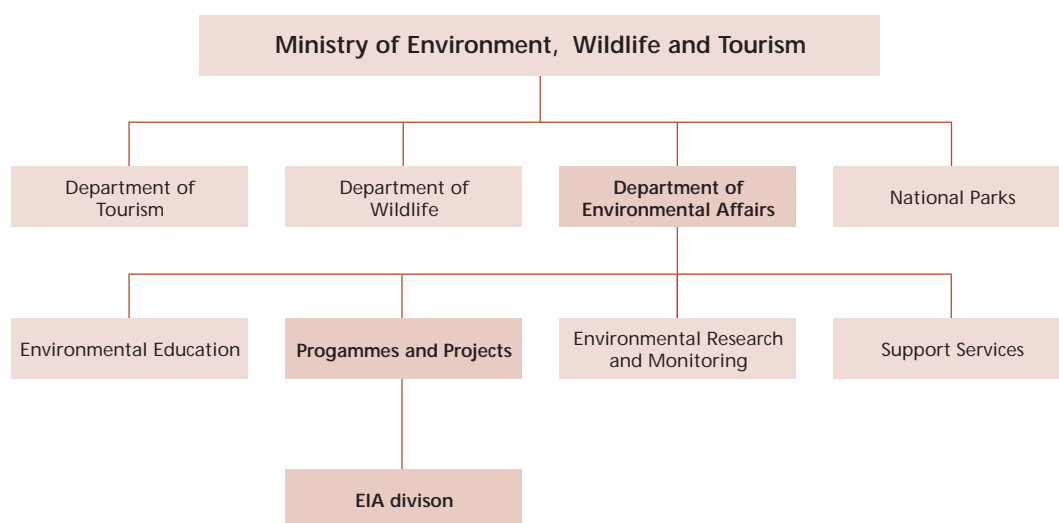 Ministry of Environment, Wildlife and Tourism
Department of
Tourism
Department of
Wildlife
Department of
Environmental Affairs
National Parks
Environmental Education
Progammes and Projects
Environmental Research
and Monitoring
Support Services
EIA divison